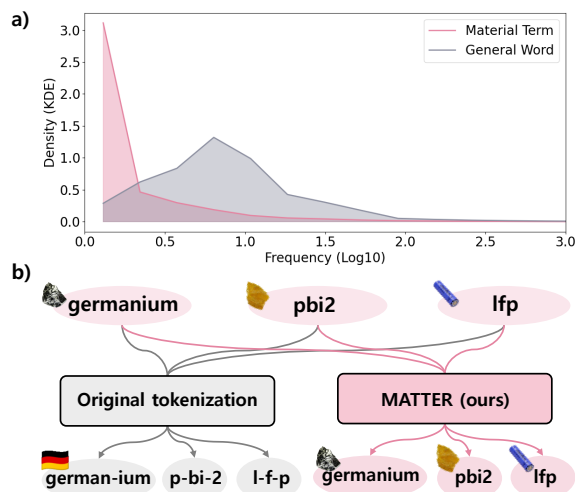 a)
Density (KDE)
3.0
2.5
2.0
1.5
1.0
0.5
0.0
Material Term
General Word
0.0 0.5 1.0 1.5 2.0 2.5 3.0
Frequency (Log10)
b)
germanium pbi2 lfp
Original tokenization MATTER (ours)
german-ium p-bi-2 l-f-p germanium pbi2 lfp